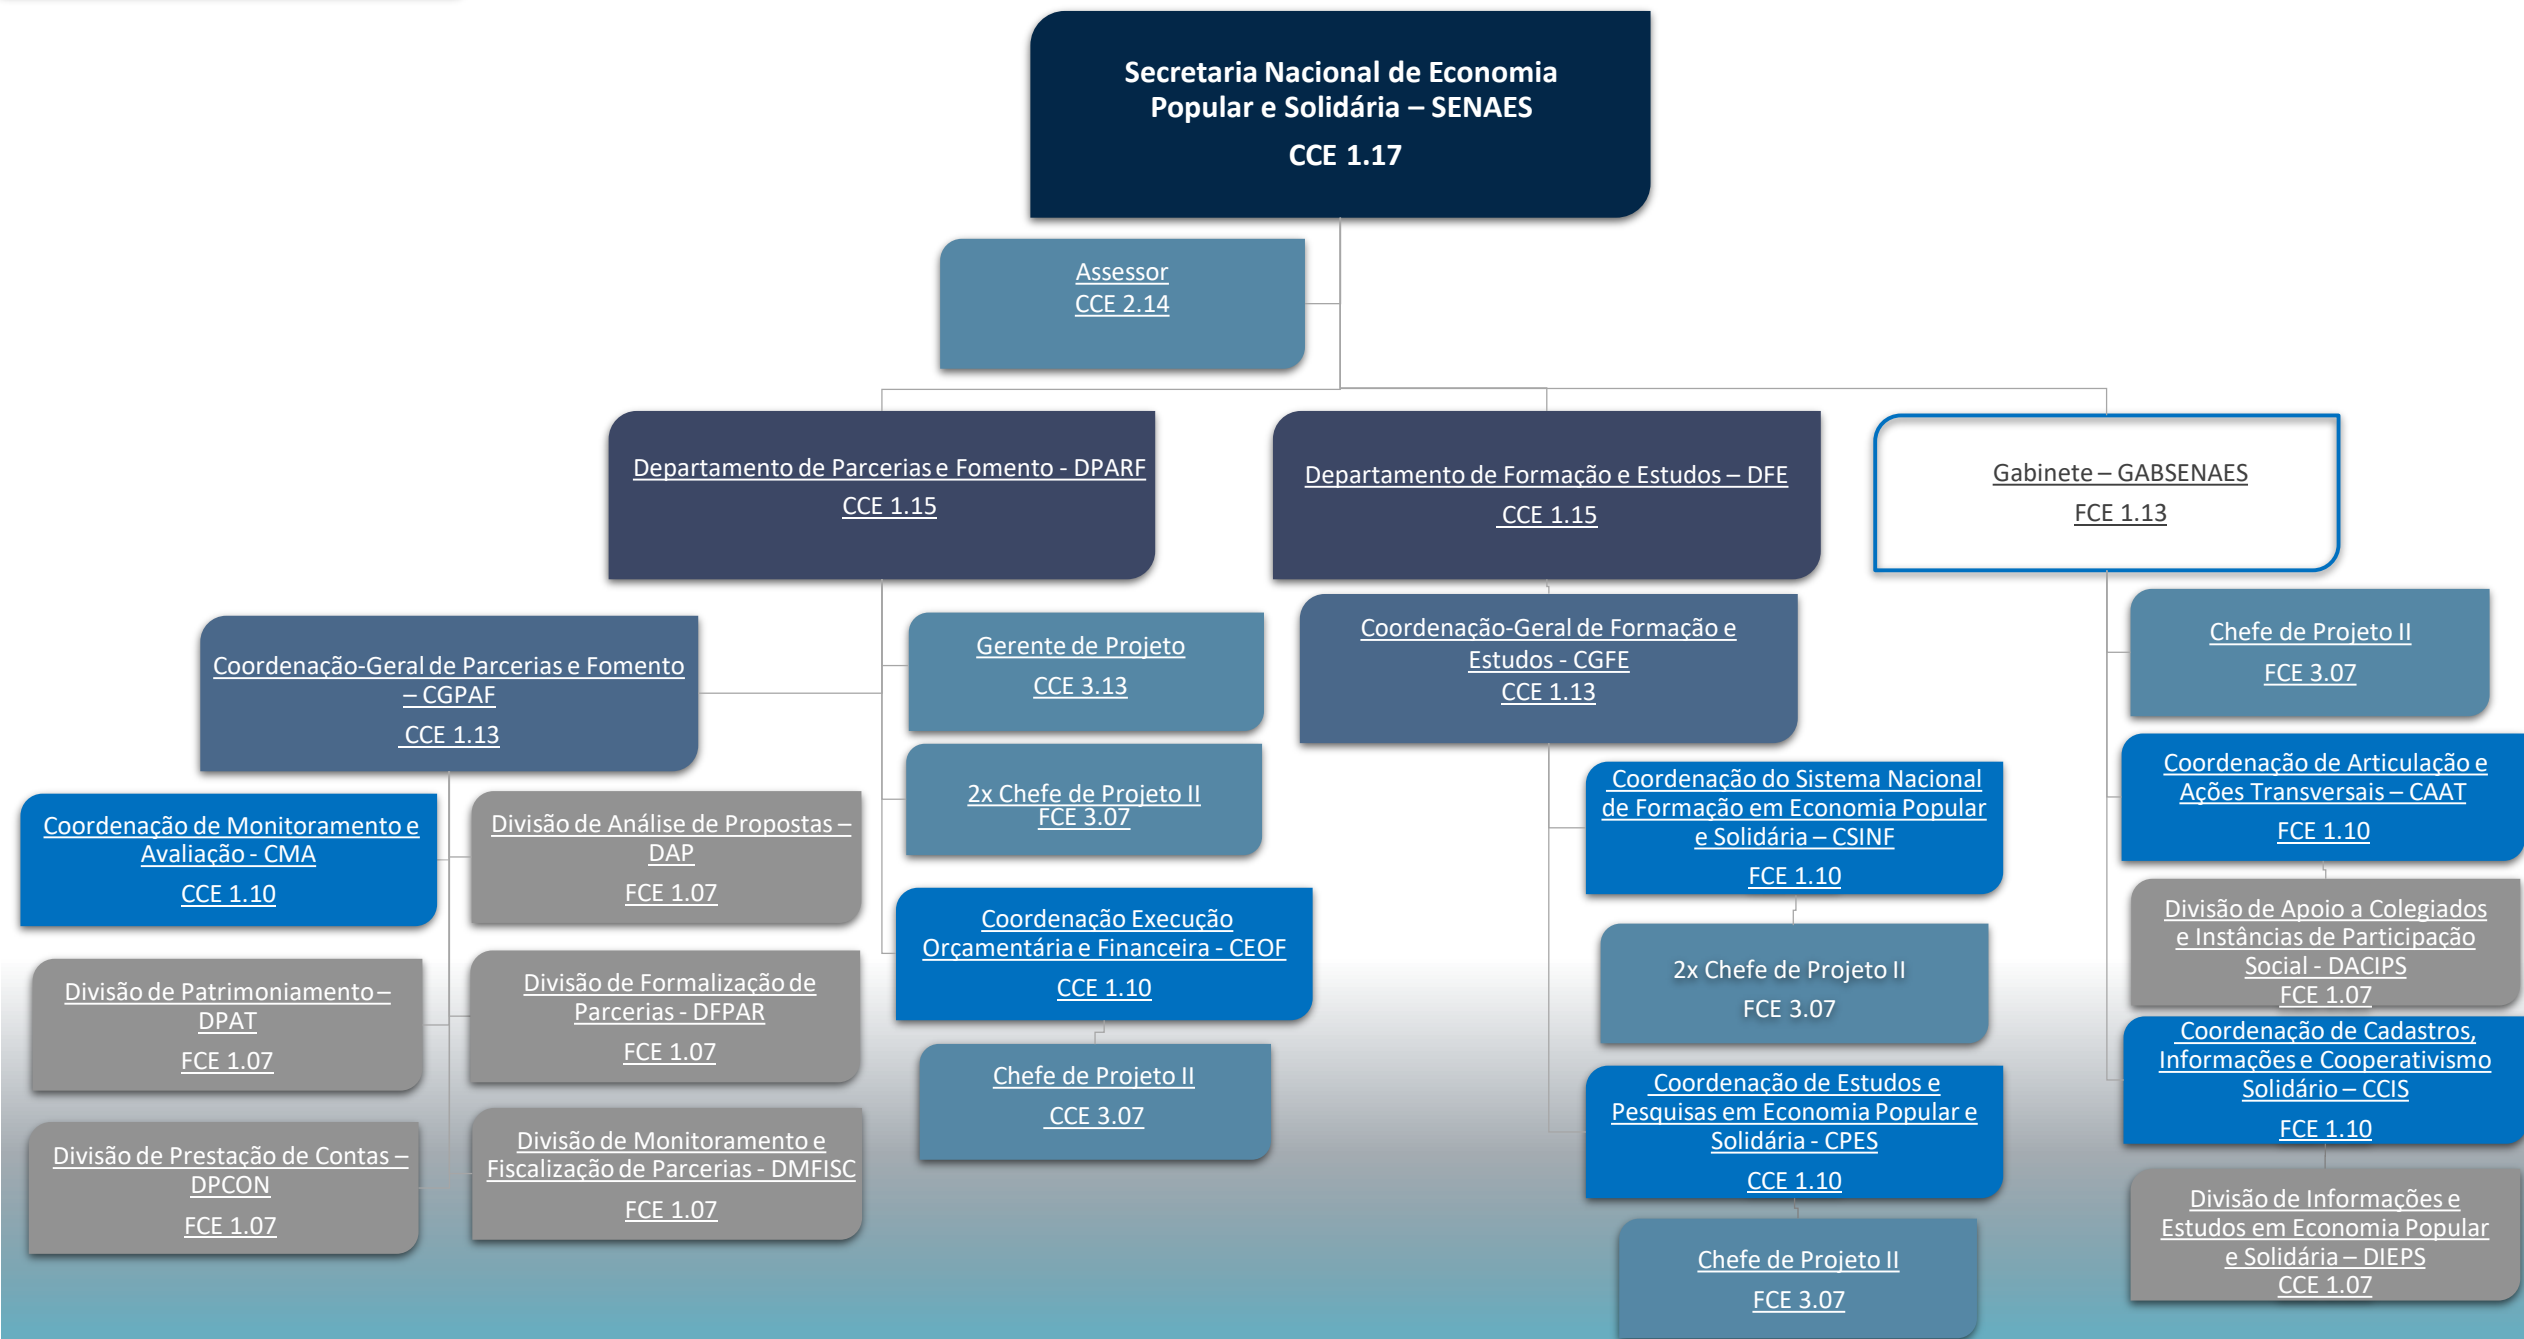 Secretaria Nacional de Economia
Popular e Solidária – SENAES
CCE 1.17
Assessor
CCE 2.14
Departamento de Parcerias e Fomento - DPARF
CCE 1.15
Departamento de Formação e Estudos – DFE
CCE 1.15
Gabinete – GABSENAES
FCE 1.13
Coordenação-Geral de Parcerias e Fomento
– CGPAF
CCE 1.13
Gerente de Projeto
CCE 3.13
2x Chefe de Projeto II
FCE 3.07
Coordenação Execução
Orçamentária e Financeira - CEOF
CCE 1.10
Chefe de Projeto II
CCE 3.07
Coordenação de Monitoramento e
Avaliação - CMA
CCE 1.10
Divisão de Análise de Propostas –
DAP
FCE 1.07
Divisão de Patrimoniamento –
DPAT
FCE 1.07
Divisão de Formalização de
Parcerias - DFPAR
FCE 1.07
Divisão de Prestação de Contas –
DPCON
FCE 1.07
Divisão de Monitoramento e
Fiscalização de Parcerias - DMFISC
FCE 1.07
Coordenação-Geral de Formação e
Estudos - CGFE
CCE 1.13
Coordenação do Sistema Nacional
de Formação em Economia Popular
e Solidária – CSINF
FCE 1.10
2x Chefe de Projeto II
FCE 3.07
Coordenação de Estudos e
Pesquisas em Economia Popular e
Solidária - CPES
CCE 1.10
Chefe de Projeto II
FCE 3.07
Chefe de Projeto II
FCE 3.07
Coordenação de Articulação e
Ações Transversais – CAAT
FCE 1.10
Divisão de Apoio a Colegiados
e Instâncias de Participação
Social - DACIPS
FCE 1.07
Coordenação de Cadastros,
Informações e Cooperativismo
Solidário – CCIS
FCE 1.10
Divisão de Informações e
Estudos em Economia Popular
e Solidária – DIEPS
CCE 1.07